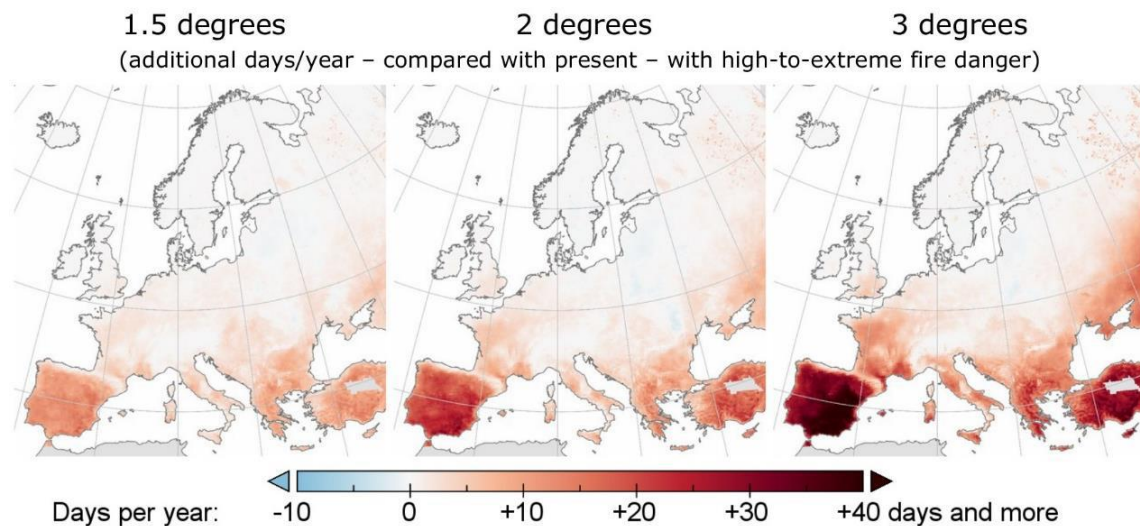 1.5 degrees 2 degrees 3 degrees
(additional days/year – compared with present – with high-to-extreme fire danger)
Days per year: -10 0 +10 +20 +30 +40 days and more